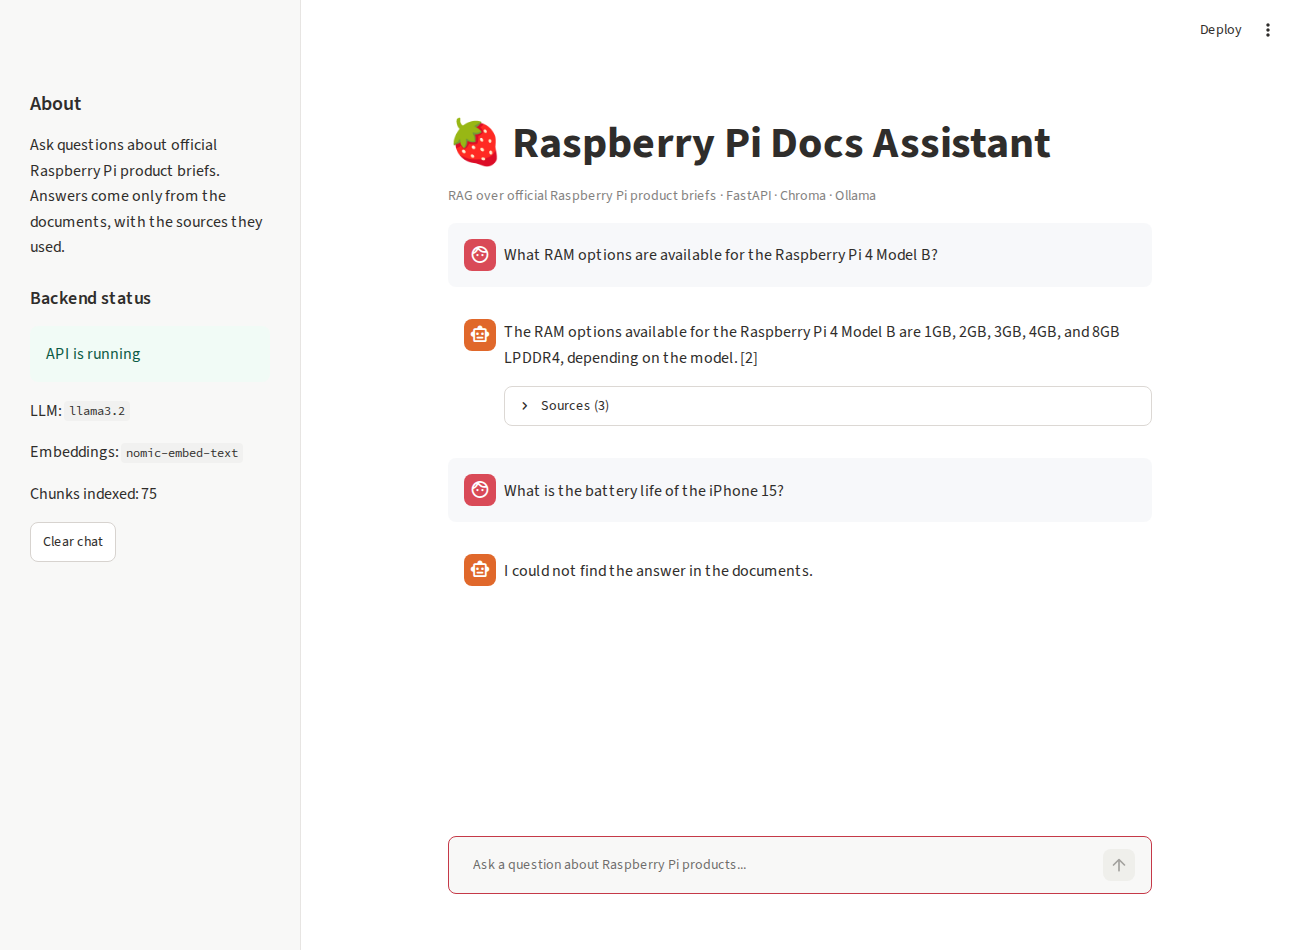 Deploy
About
Ask questions about official
Raspberry Pi product briefs.
Answers come only from the
documents, with the sources they
used.
Backend status
API is running
LLM: llama3.2
Embeddings: nomic-embed-text
Chunks indexed: 75
Clear chat
Raspberry Pi Docs Assistant
RAG over official Raspberry Pi product briefs · FastAPI · Chroma · Ollama
What RAM options are available for the Raspberry Pi 4 Model B?
The RAM options available for the Raspberry Pi 4 Model B are 1GB, 2GB, 3GB, 4GB, and 8GB
LPDDR4, depending on the model. [2]
Sources (3)
What is the battery life of the iPhone 15?
I could not find the answer in the documents.
Ask a question about Raspberry Pi products...